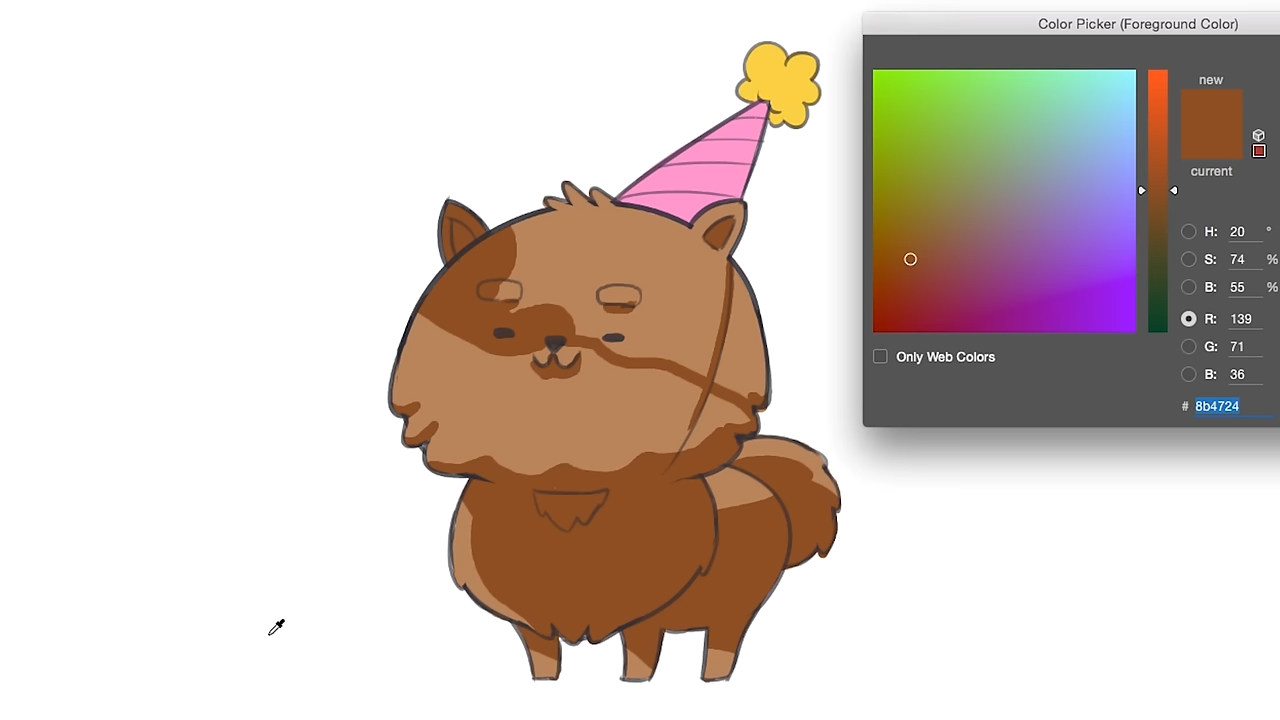 Color Picker (Foreground Color)
new
current
H: 20 °
S: 74 %
B: 55 %
R: 139
G: 71
B: 36
Only Web Colors
# 8b4724